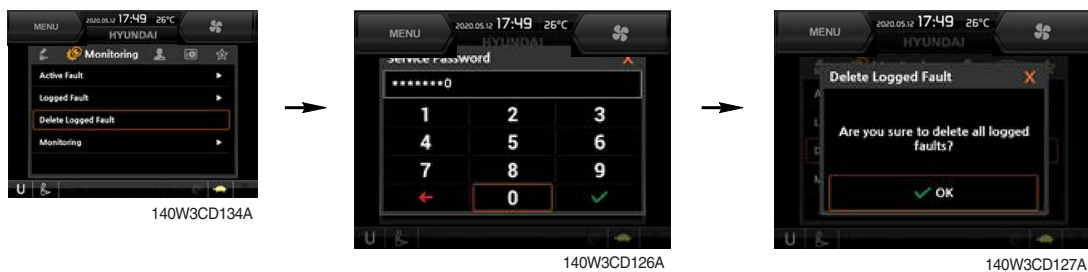 MENU
2020.05.12 17:49 26°C
HYUNDAI
Monitoring
Active Fault
Logged Fault
Delete Logged Fault
Monitoring
U
140W3CD134A
MENU
2020.05.12 17:49 26°C
HYUNDAI
Service Password X
•••••••0
1 2 3
4 5 6
7 8 9
0
U
140W3CD126A
MENU
2020.05.12 17:49 26°C
HYUNDAI
Delete Logged Fault X
Are you sure to delete all logged
faults?
OK
U
140W3CD127A